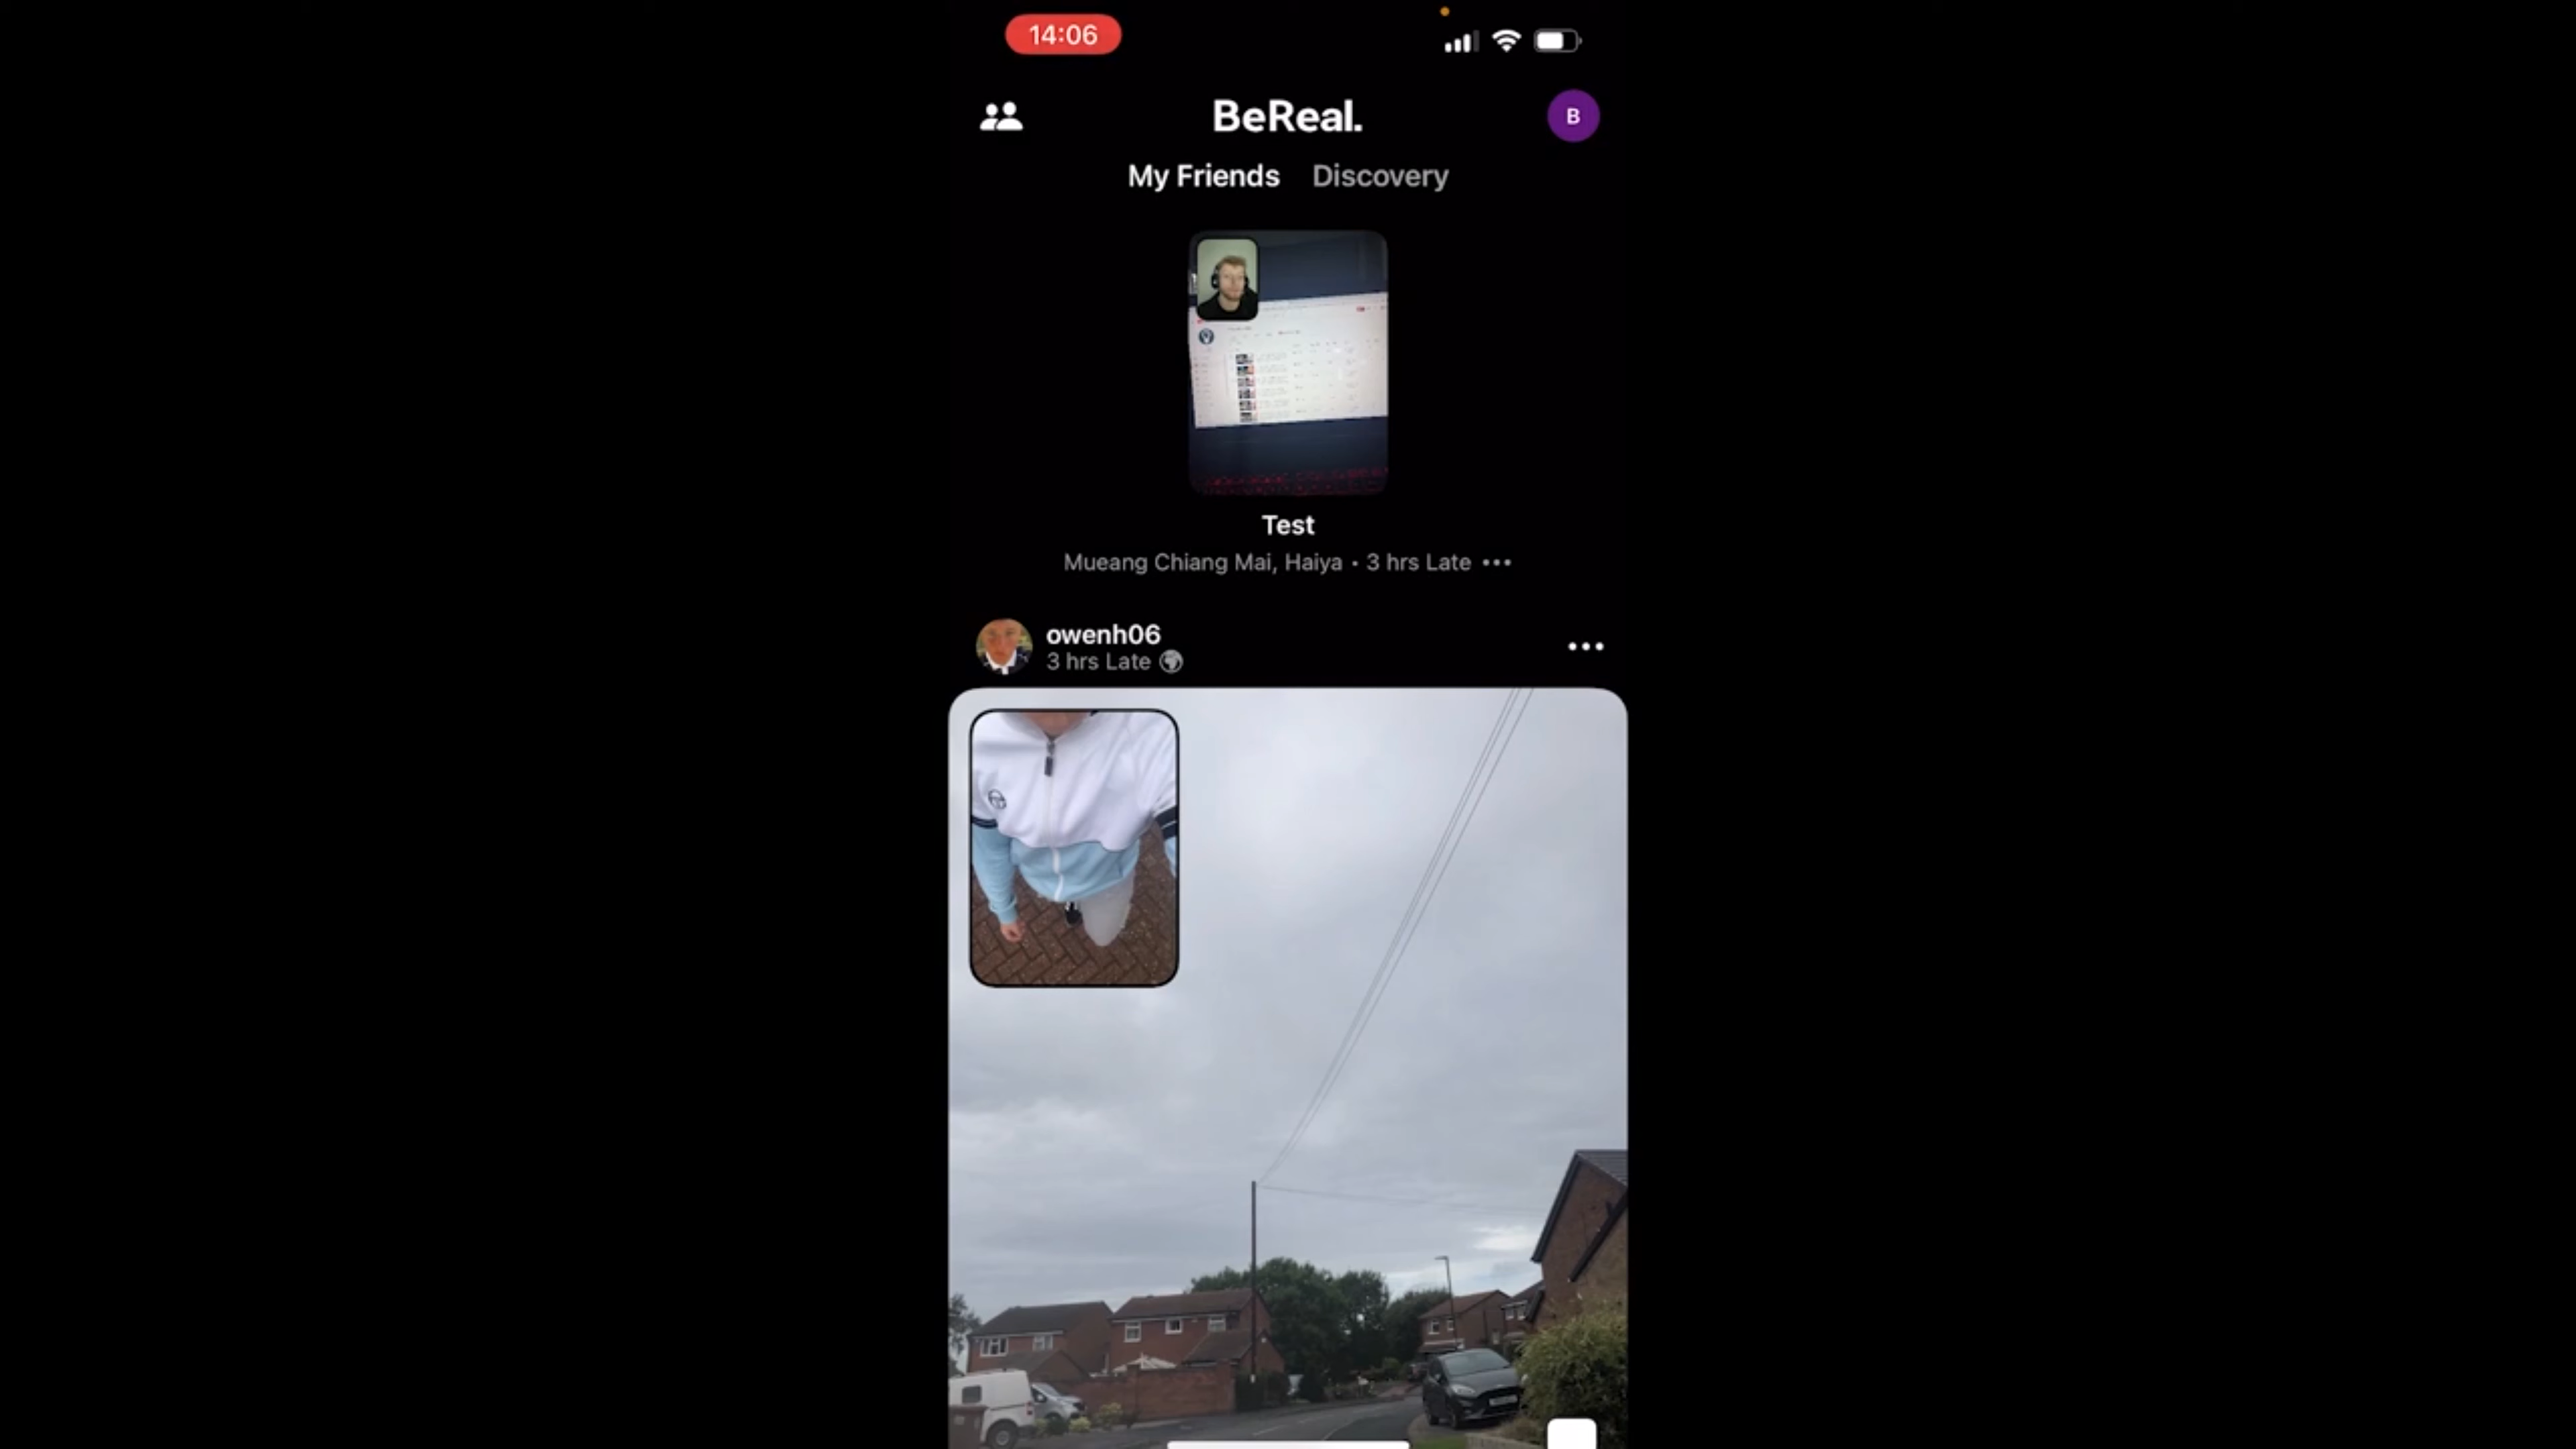 14:06
BeReal.
B
My Friends Discovery
Test
Mueang Chiang Mai, Haiya • 3 hrs Late •••
owenh06
3 hrs Late